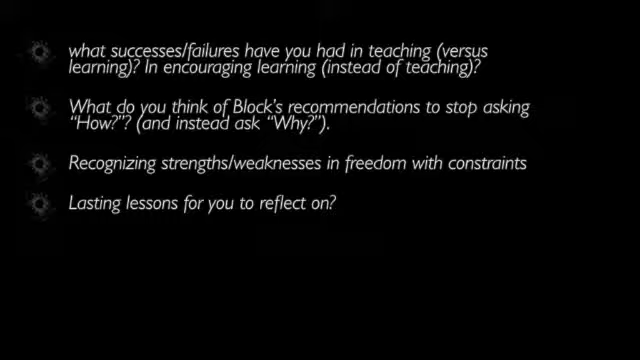 what successes/failures have you had in teaching (versus
learning)? In encouraging learning (instead of teaching)?
What do you think of Block's recommendations to stop asking
“How?”? (and instead ask “Why?”).
Recognizing strengths/weaknesses in freedom with constraints
Lasting lessons for you to reflect on?